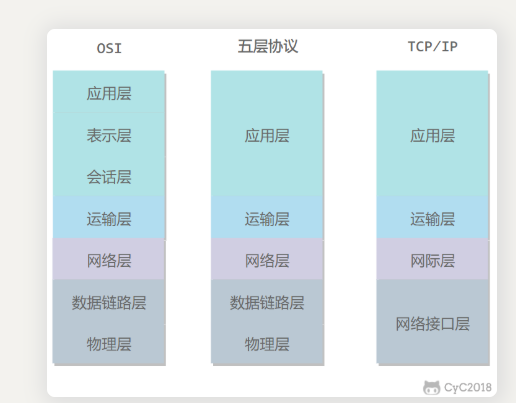 OSI
五层协议
TCP/IP
应用层
表示层
会话层
运输层
网络层
数据链路层
物理层
应用层
运输层
网络层
数据链路层
物理层
应用层
运输层
网际层
网络接口层
CyC2018